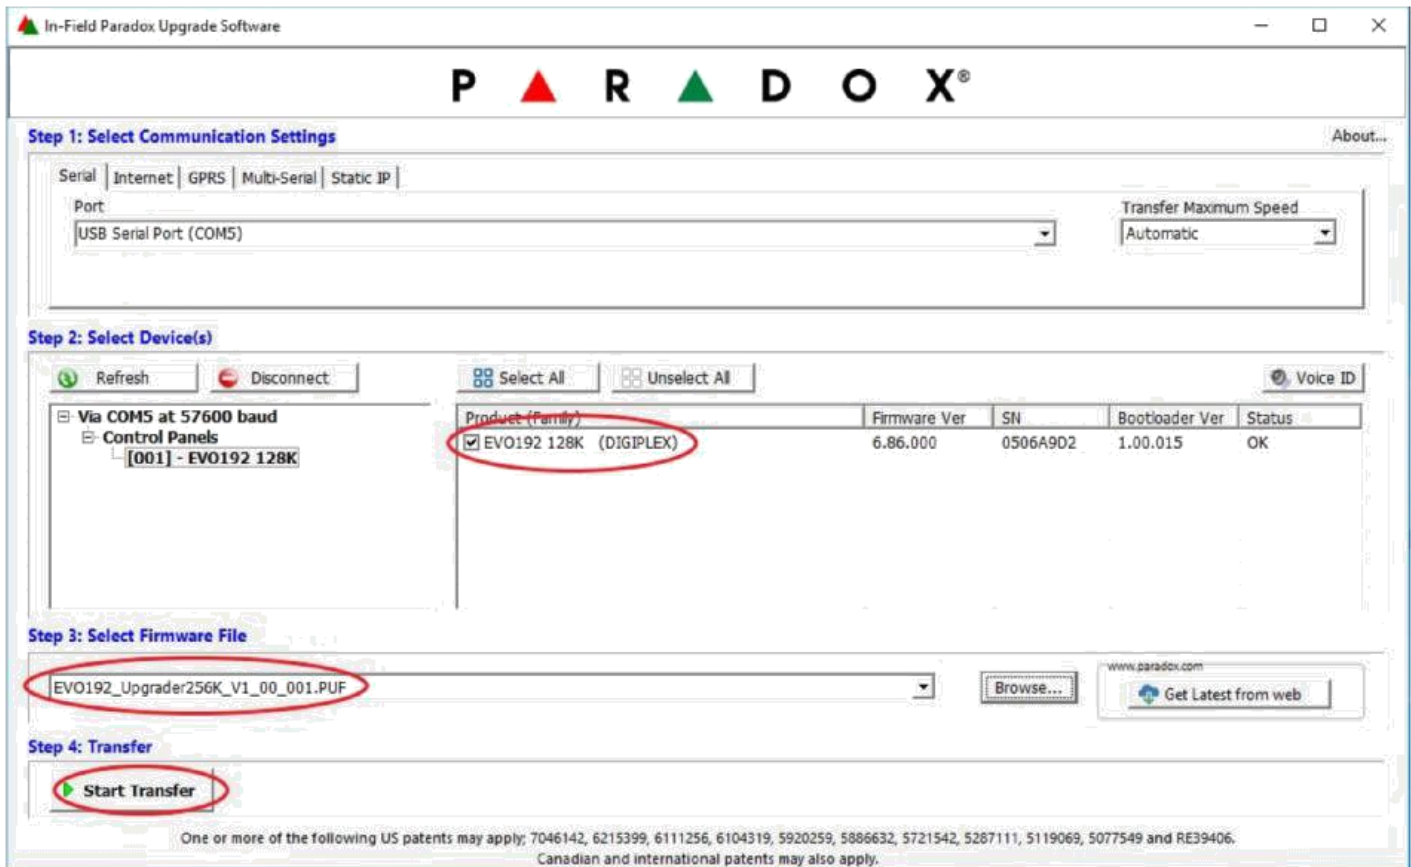 In-Field Paradox Upgrade Software
P A R A D O X®
Step 1: Select Communication Settings
About...
Serial Internet GPRS Multi-Serial Static IP
Port
Transfer Maximum Speed
USB Serial Port (COM5)
Automatic
Step 2: Select Device(s)
Refresh Disconnect Select All Unselect All Voice ID
Via COM5 at 57600 baud
Control Panels
[001] - EVO192 128K
Product (Family) Firmware Ver SN Bootloader Ver Status
EVO192 128K (DIGIPLEX) 6.86.000 0506A9D2 1.00.015 OK
Step 3: Select Firmware File
EVO192_Upgrader256K_V1_00_001.PUF
Browse...
www.paradox.com
Get Latest from web
Step 4: Transfer
Start Transfer
One or more of the following US patents may apply; 7046142, 6215399, 6111256, 6104319, 5920259, 5886632, 5721542, 5287111, 5119069, 5077549 and RE39406.
Canadian and international patents may also apply.